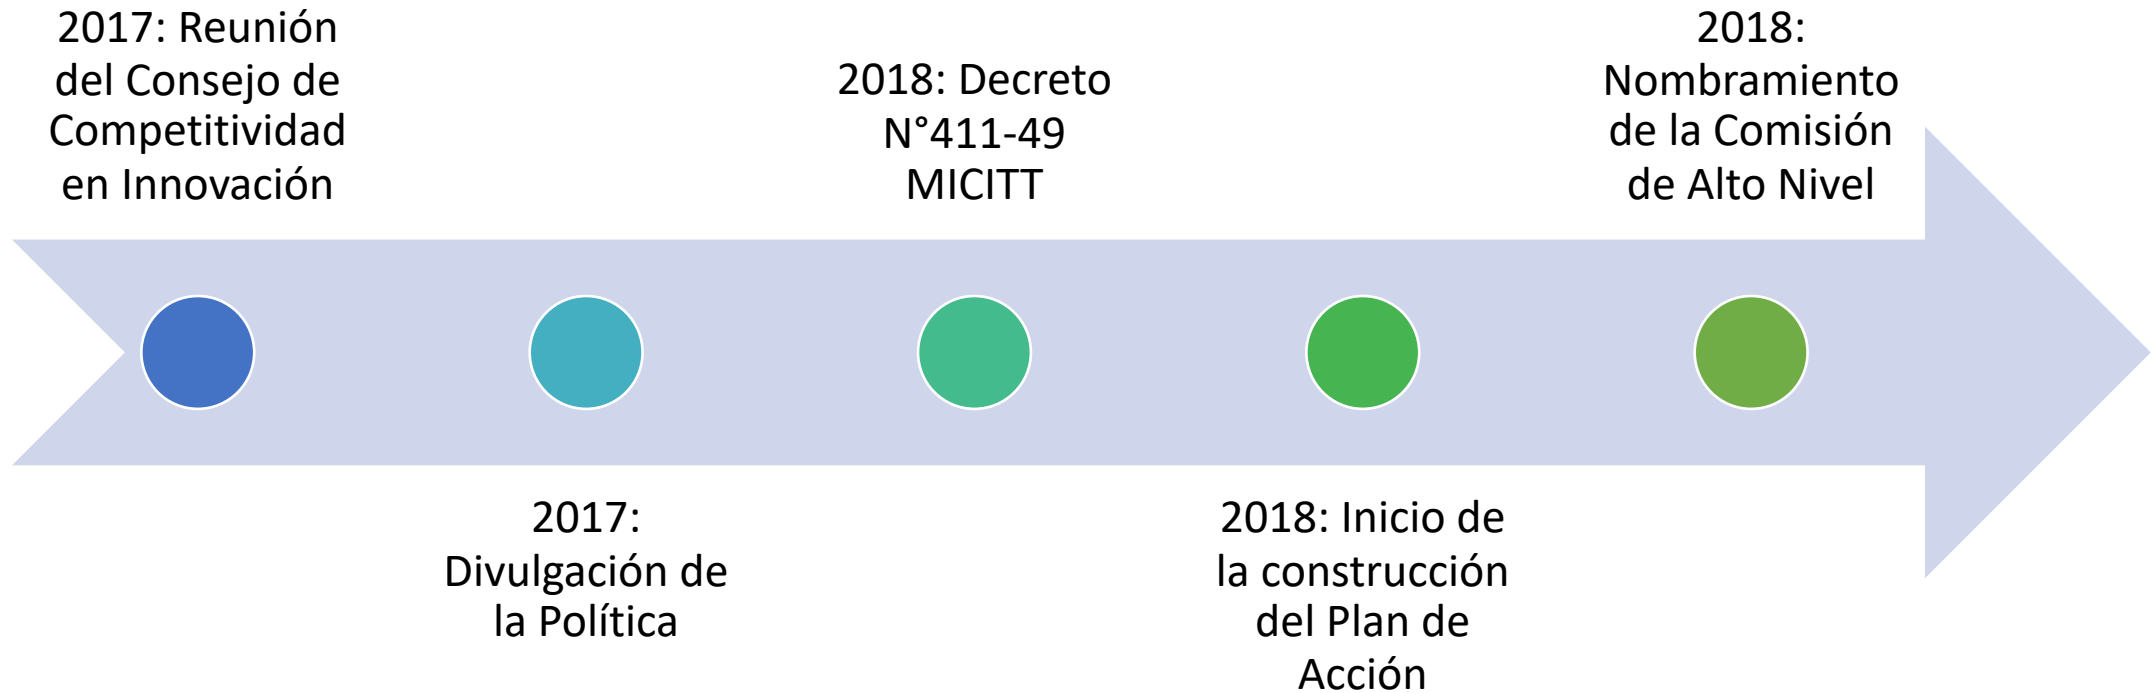 2017: Reunión
del Consejo de
Competitividad
en Innovación
2017:
Divulgación de
la Política
2018: Decreto
N°411-49
MICITT
2018: Inicio de
la construcción
del Plan de
Acción
2018:
Nombramiento
de la Comisión
de Alto Nivel